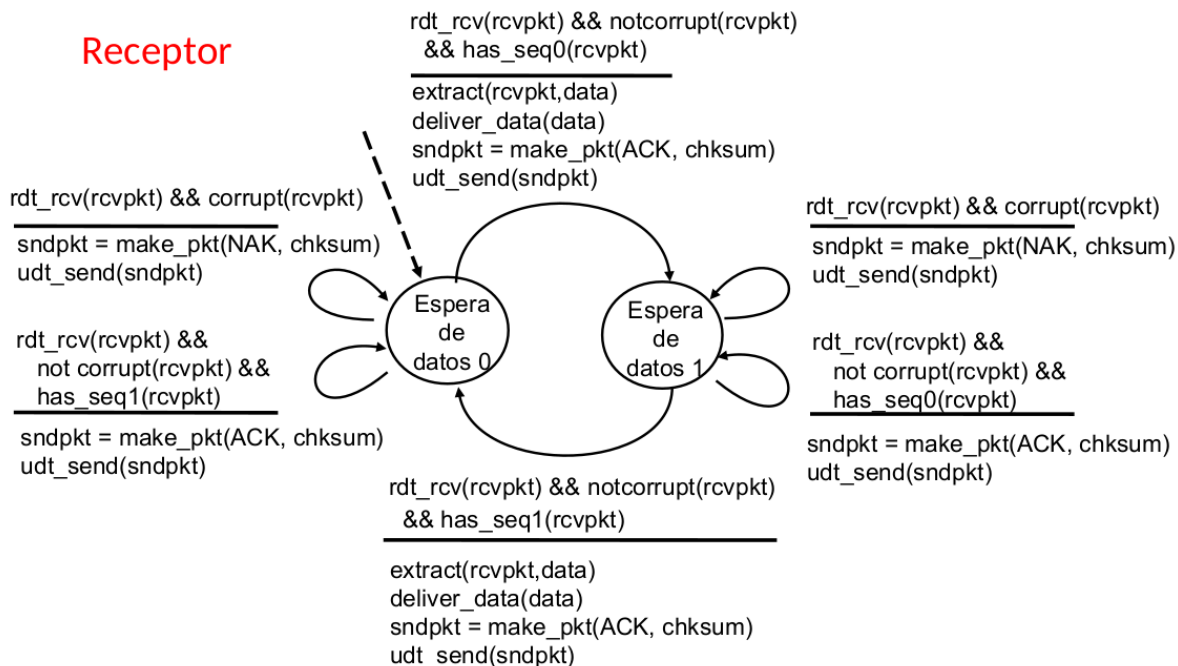 Receptor
rdt_rcv(rcvpkt) && notcorrupt(rcvpkt)
&& has_seq0(rcvpkt)
extract(rcvpkt,data)
deliver_data(data)
sndpkt = make_pkt(ACK, chksum)
udt_send(sndpkt)
rdt_rcv(rcvpkt) && corrupt(rcvpkt)
sndpkt = make_pkt(NAK, chksum)
udt_send(sndpkt)
rdt_rcv(rcvpkt) &&
not corrupt(rcvpkt) &&
has_seq1(rcvpkt)
sndpkt = make_pkt(ACK, chksum)
udt_send(sndpkt)
Espera
de
datos 0
Espera
de
datos 1
rdt_rcv(rcvpkt) && corrupt(rcvpkt)
sndpkt = make_pkt(NAK, chksum)
udt_send(sndpkt)
rdt_rcv(rcvpkt) &&
not corrupt(rcvpkt) &&
has_seq0(rcvpkt)
sndpkt = make_pkt(ACK, chksum)
udt_send(sndpkt)
rdt_rcv(rcvpkt) && notcorrupt(rcvpkt)
&& has_seq1(rcvpkt)
extract(rcvpkt,data)
deliver_data(data)
sndpkt = make_pkt(ACK, chksum)
udt_send(sndpkt)